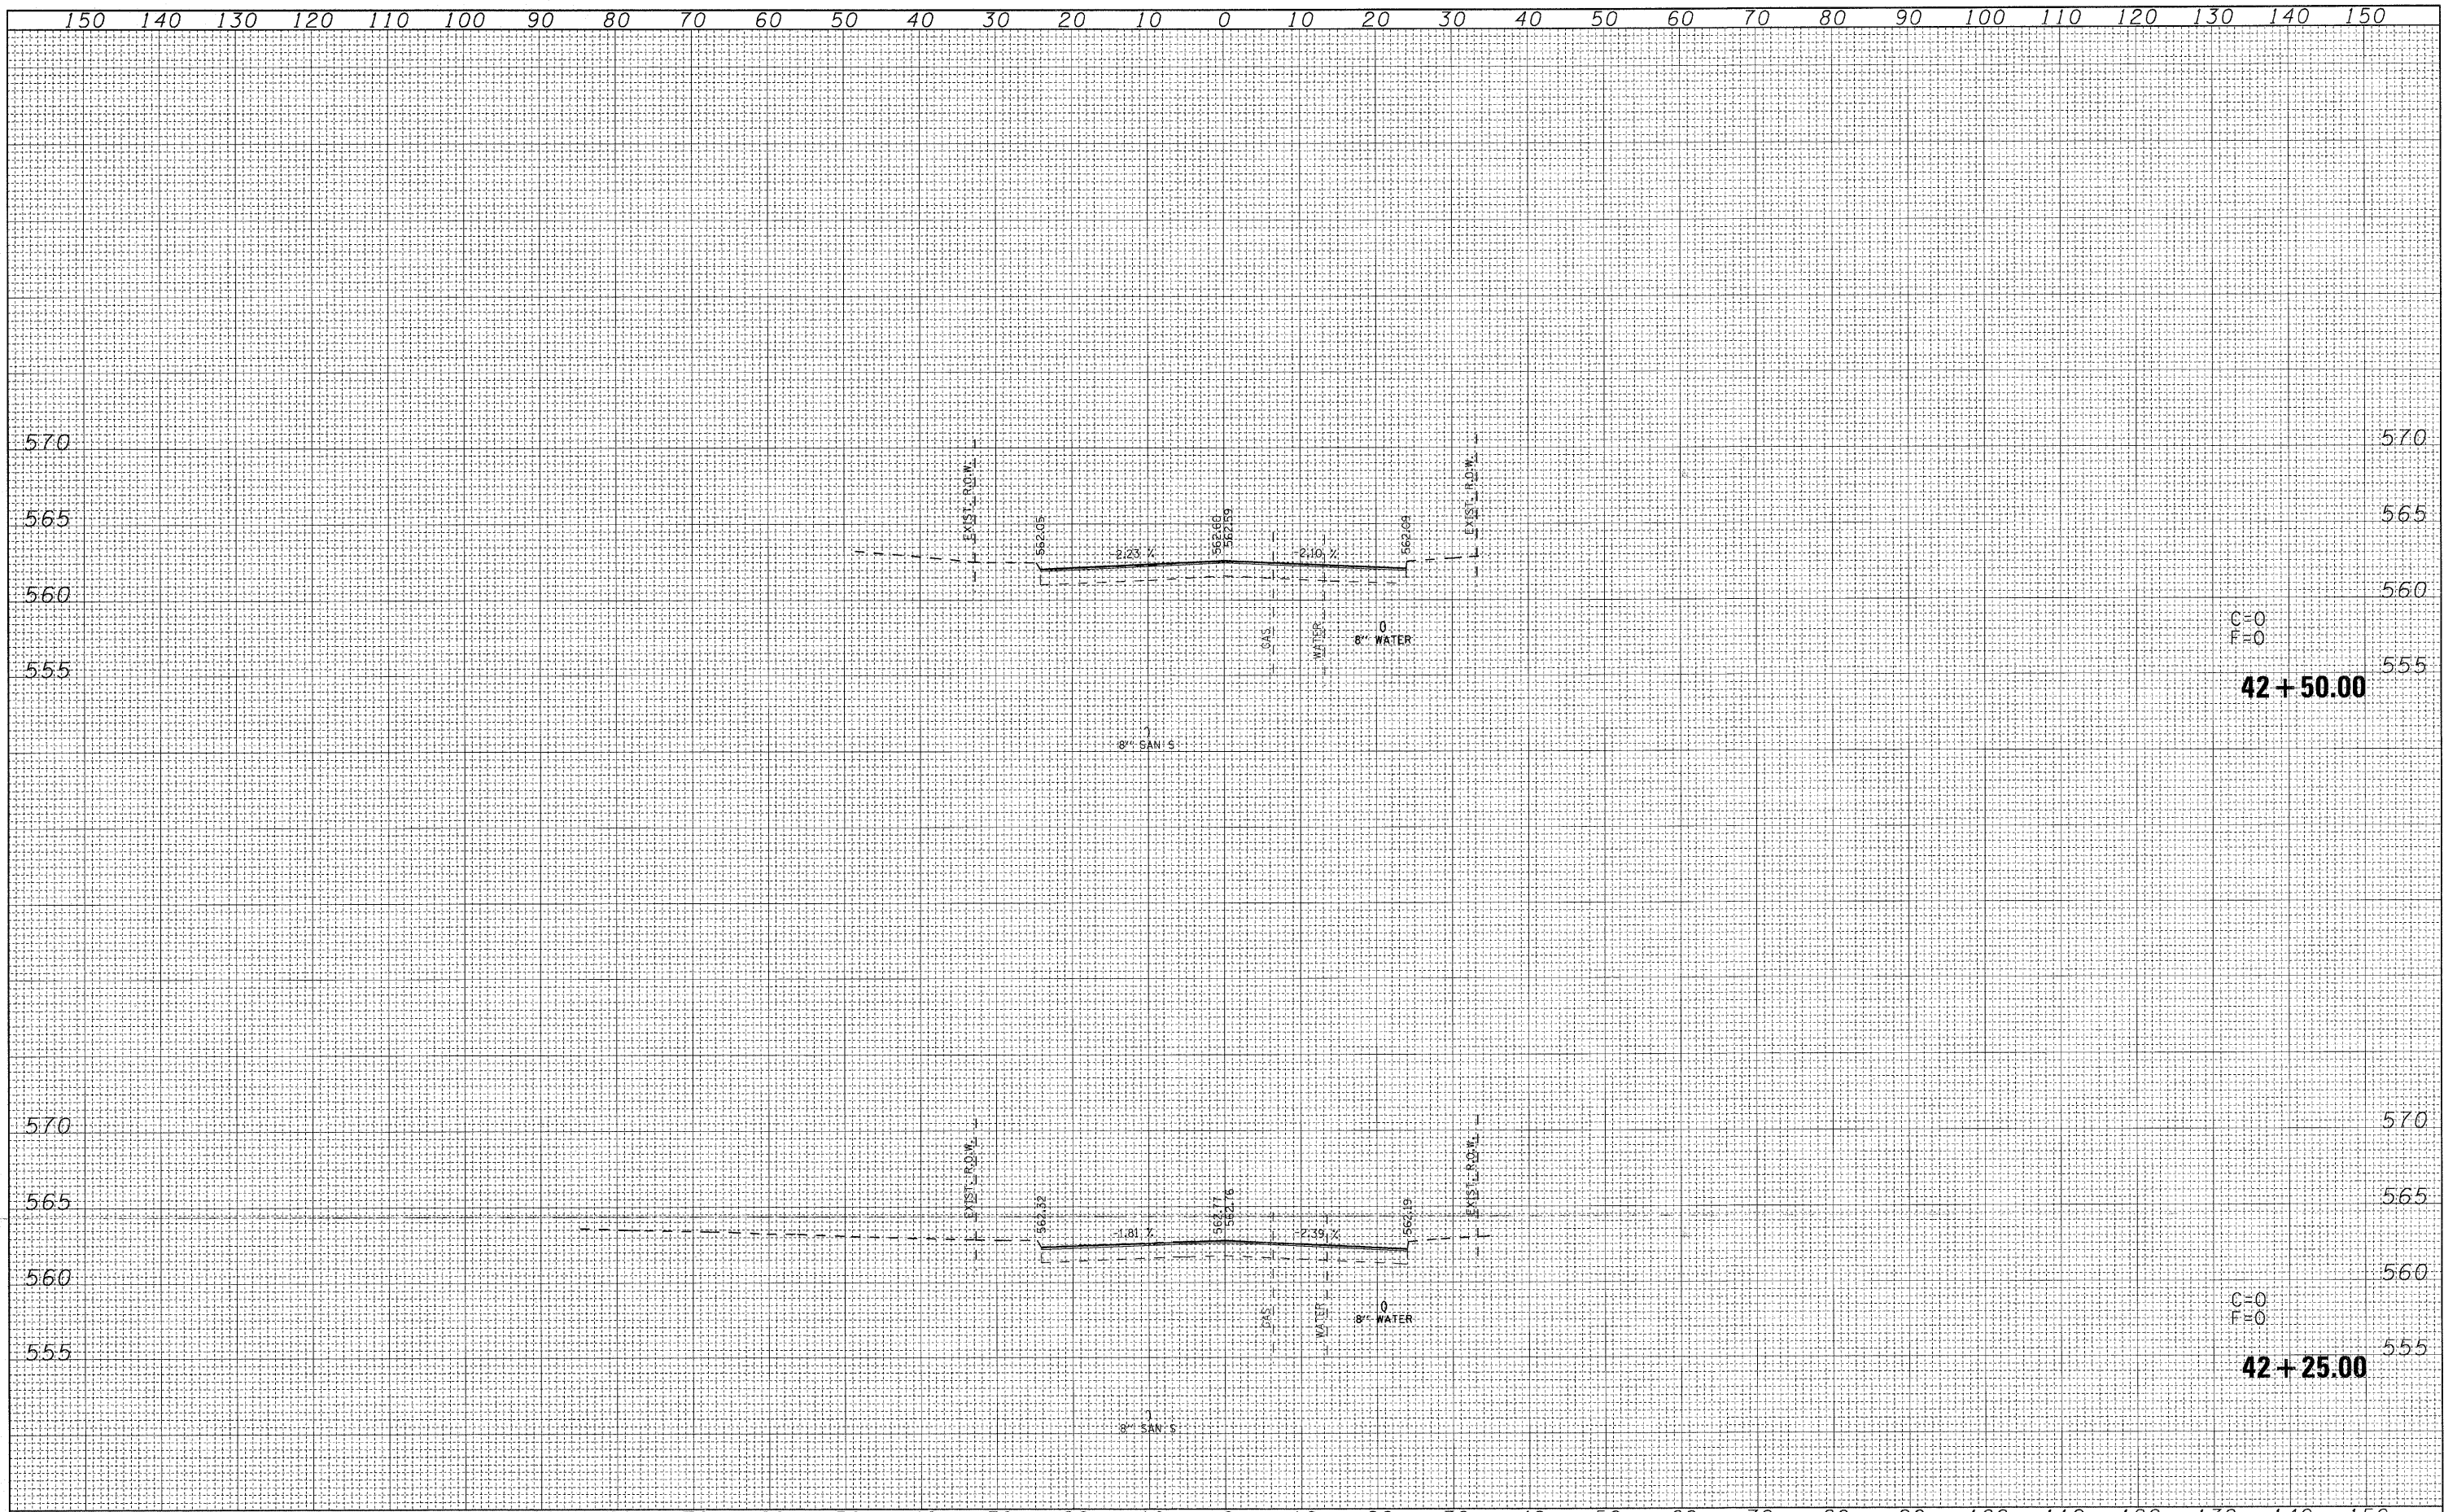 150 140 130 120 110 100 90 80 70 60 50 40 30 20 10 0 10 20 30 40 50 60 70 80 90 100 110 120 130 140 150
570 570
EXIST. R.O.W. EXIST. R.O.W.
565 565
562.05 562.60 562.59 562.09
-2.23 % -2.10 %
560 560
C=0
F=0
GAS WATER 8" WATER
555 555
42+50.00
8" SAN S
570 570
EXIST. R.O.W. EXIST. R.O.W.
565 565
562.32 562.77 562.76 562.19
-1.81 % -2.39 %
560 560
C=0
F=0
GAS WATER 8" WATER
555 555
42+25.00
8" SAN S